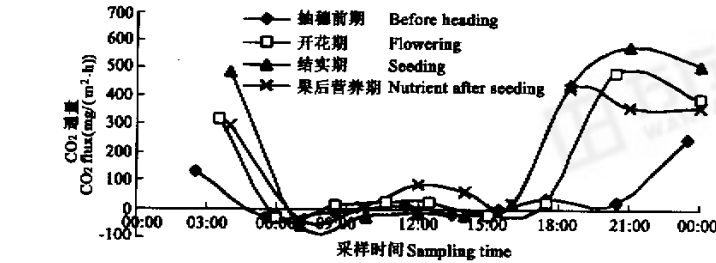 700
600
500
400
300
200
100
0
-100
CO2 通量
CO2 flux(mg/(m2·h))
抽穗前期 Before heading
开花期 Flowering
结实期 Seeding
果后营养期 Nutrient after seeding
00:00 03:00 06:00 09:00 12:00 15:00 18:00 21:00 00:00
采样时间 Sampling time